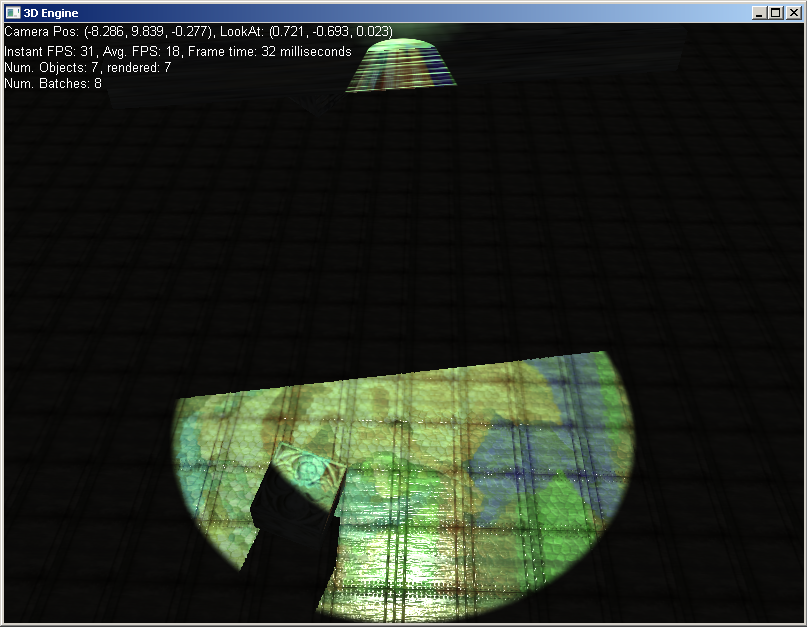 3D Engine
Camera Pos: (-8.286, 9.839, -0.277), LookAt: (0.721, -0.693, 0.023)
Instant FPS: 31, Avg. FPS: 18, Frame time: 32 milliseconds
Num. Objects: 7, rendered: 7
Num. Batches: 8